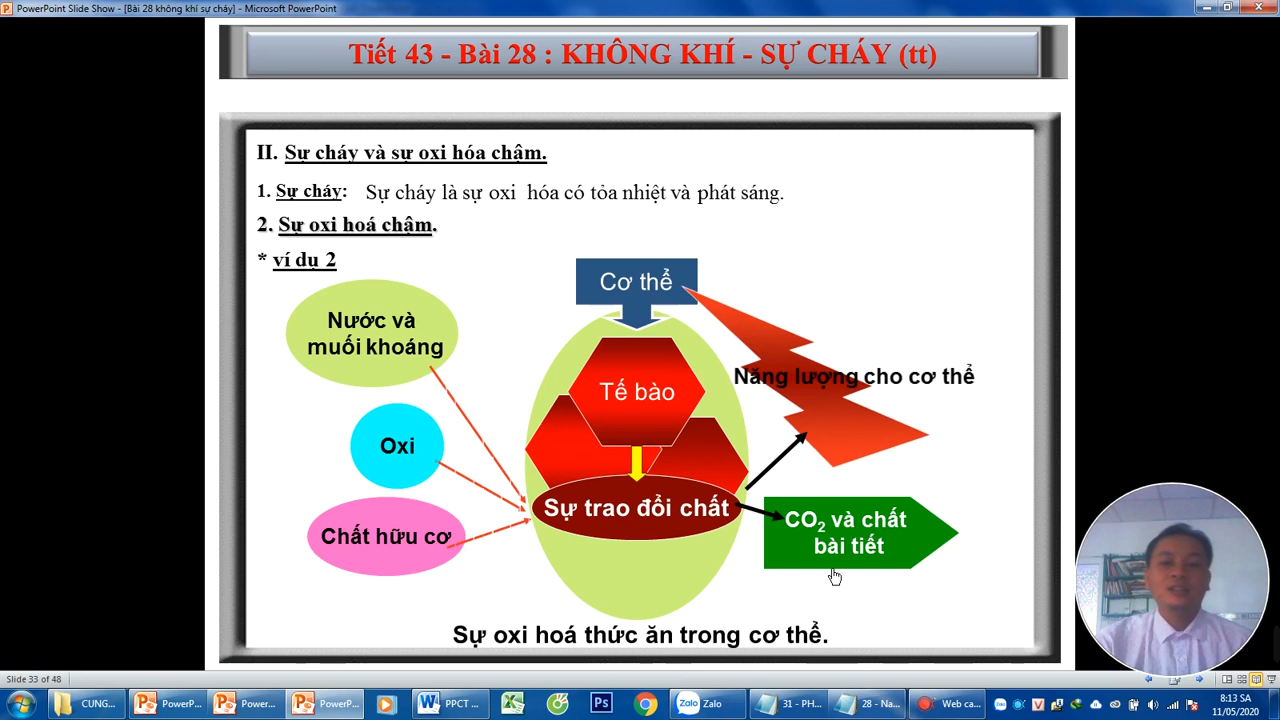 PowerPoint Slide Show - [Bài 28 không khí sự cháy] - Microsoft PowerPoint
Tiết 43 - Bài 28 : KHÔNG KHÍ - SỰ CHÁY (tt)
II. Sự cháy và sự oxi hóa chậm.
1. Sự cháy: Sự cháy là sự oxi hóa có tỏa nhiệt và phát sáng.
2. Sự oxi hoá chậm.
* ví dụ 2
Cơ thể
Nước và
muối khoáng
Năng lượng cho cơ thể
Tế bào
Oxi
Sự trao đổi chất
Chất hữu cơ
CO₂ và chất
bài tiết
Sự oxi hoá thức ăn trong cơ thể.
Slide 33 of 48
CUNG...
PowerP...
Power...
PowerP...
PPCT ...
Zalo
31 - PH...
28 - Na...
Web ca...
8:13 SA
11/05/2020